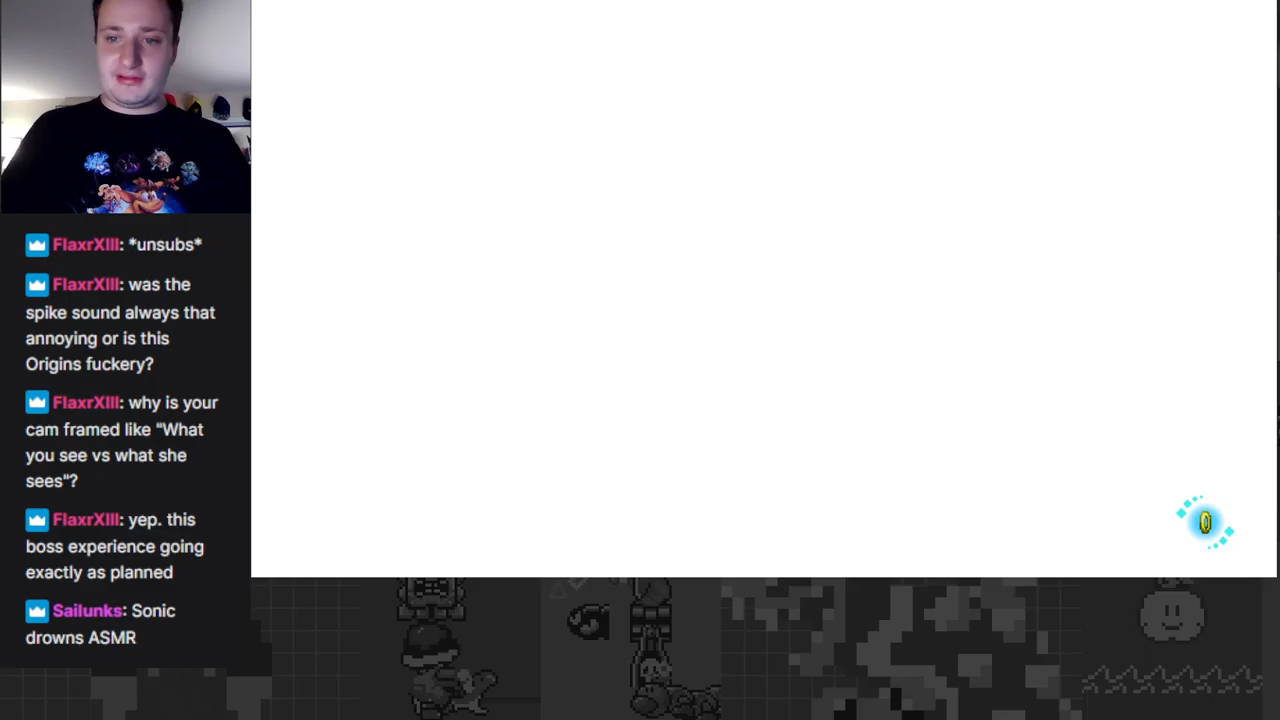 FlaxrXIII: *unsubs*
FlaxrXIII: was the
spike sound always that
annoying or is this
Origins fuckery?
FlaxrXIII: why is your
cam framed like "What
you see vs what she
sees"?
FlaxrXIII: yep. this
boss experience going
exactly as planned
Sailunks: Sonic
drowns ASMR